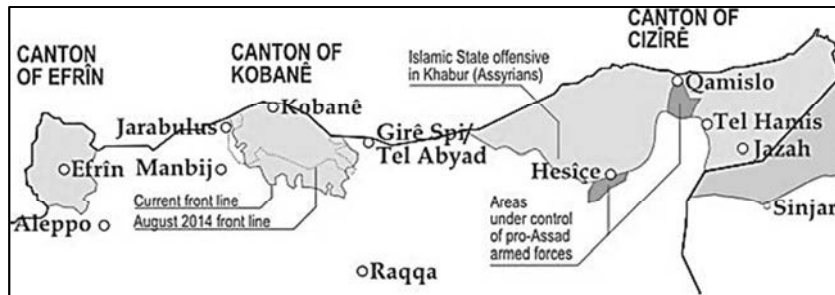 CANTON
OF EFRÎN
CANTON OF
KOBANÊ
CANTON OF
CIZÎRÊ
Islamic State offensive
in Khabur (Assyrians)
Qamislo
Kobanê
Jarabulus
Girê Spi/
Tel Abyad
Tel Hamis
Jazah
Efrîn
Manbij
Hesîçe
Current front line
August 2014 front line
Areas
under control
of pro-Assad
armed forces
Sinjar
Aleppo
Raqqa